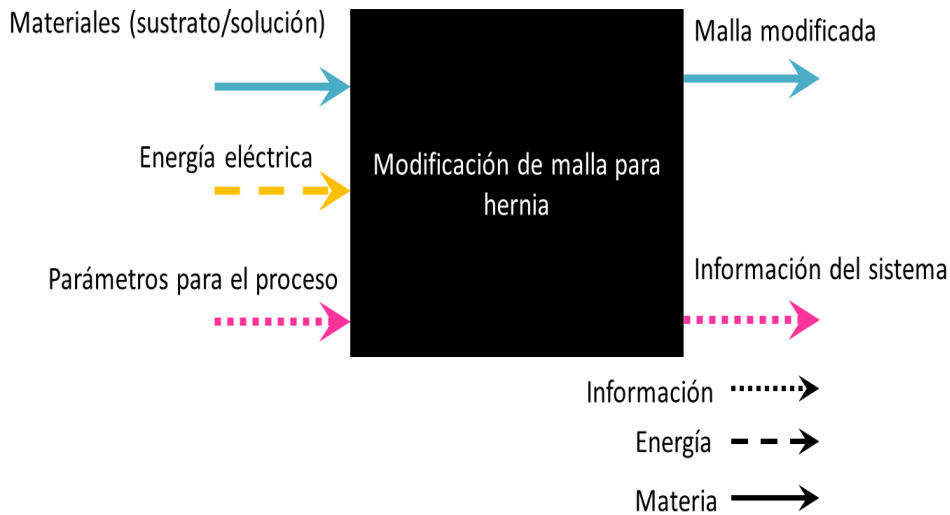 Materiales (sustrato/solución)
Energía eléctrica
Parámetros para el proceso
Modificación de malla para
hernia
Malla modificada
Información del sistema
Información
Energía
Materia